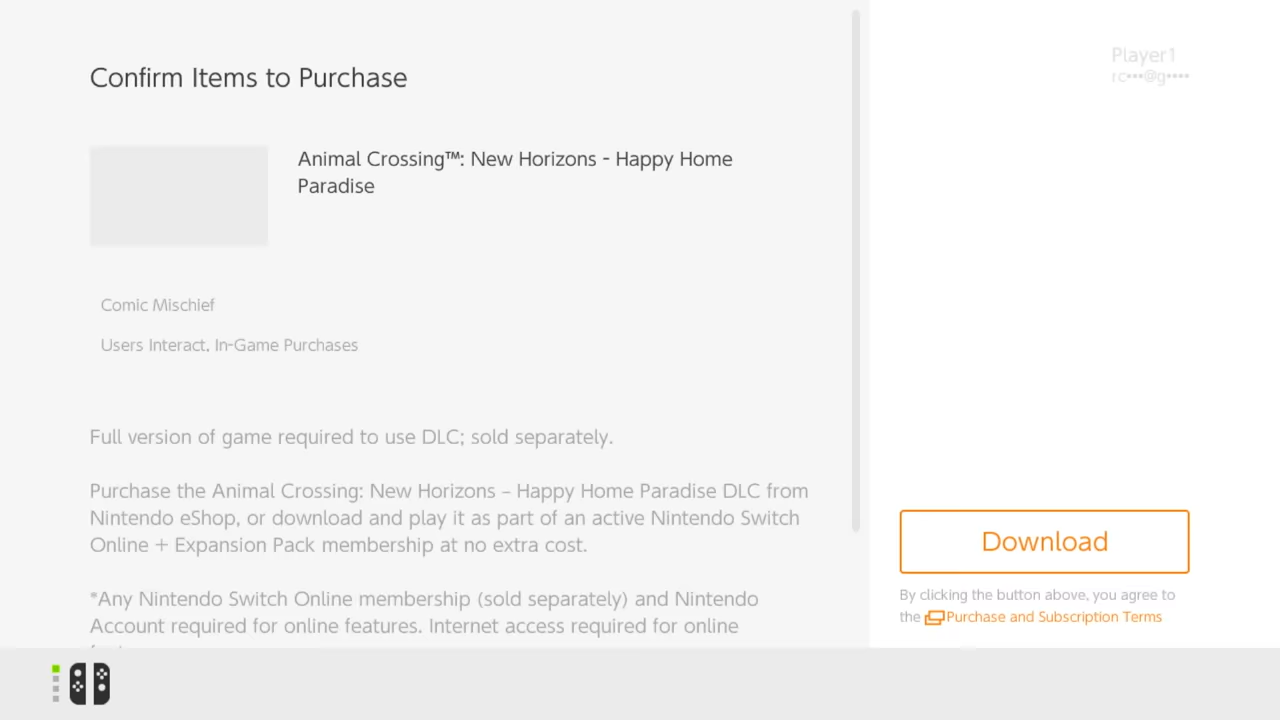 Confirm Items to Purchase
Player1
rc•••@g••••
Animal Crossing™: New Horizons - Happy Home
Paradise
Comic Mischief
Users Interact, In-Game Purchases
Full version of game required to use DLC; sold separately.
Purchase the Animal Crossing: New Horizons – Happy Home Paradise DLC from
Nintendo eShop, or download and play it as part of an active Nintendo Switch
Online + Expansion Pack membership at no extra cost.
*Any Nintendo Switch Online membership (sold separately) and Nintendo
Account required for online features. Internet access required for online
Download
By clicking the button above, you agree to
the Purchase and Subscription Terms